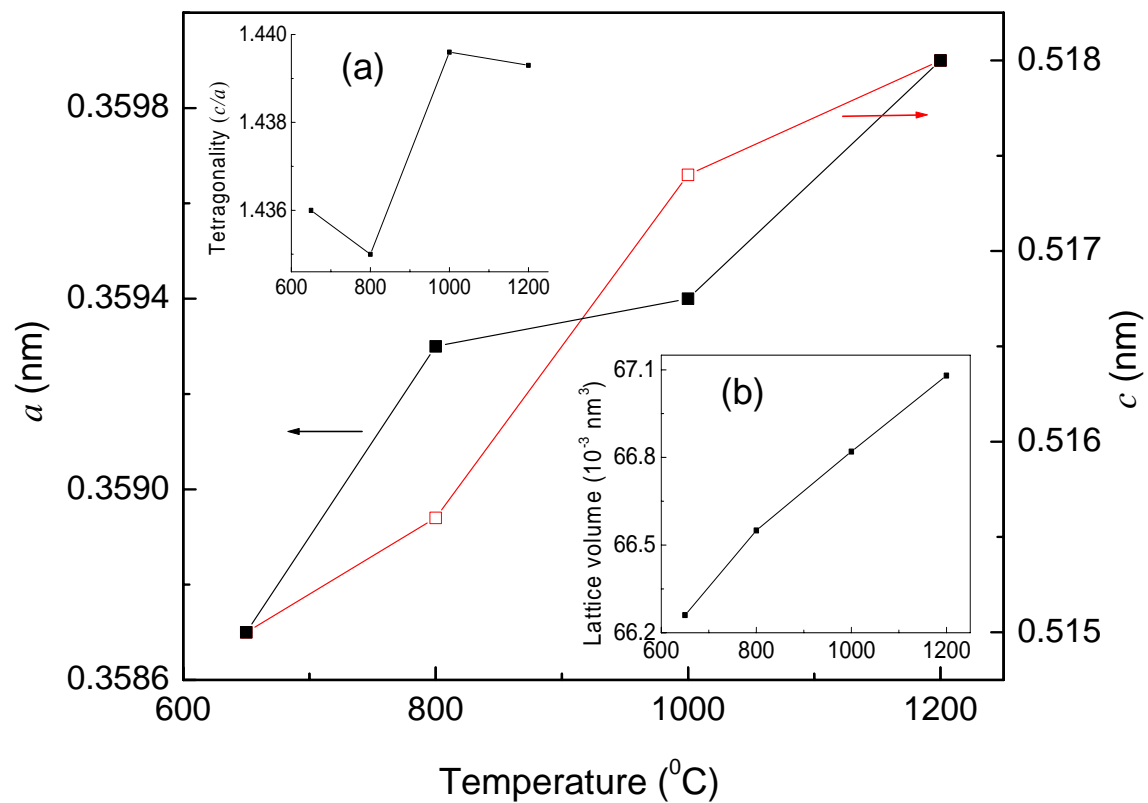 1.440
1.438
1.436
Tetragonality (c/a)
(a)
600 800 1000 1200
0.3598
0.3594
0.3590
0.3586
a (nm)
0.518
0.517
0.516
0.515
c (nm)
67.1
66.8
66.5
66.2
Lattice volume (10⁻³ nm³)
(b)
600 800 1000 1200
600 800 1000 1200
Temperature (⁰C)